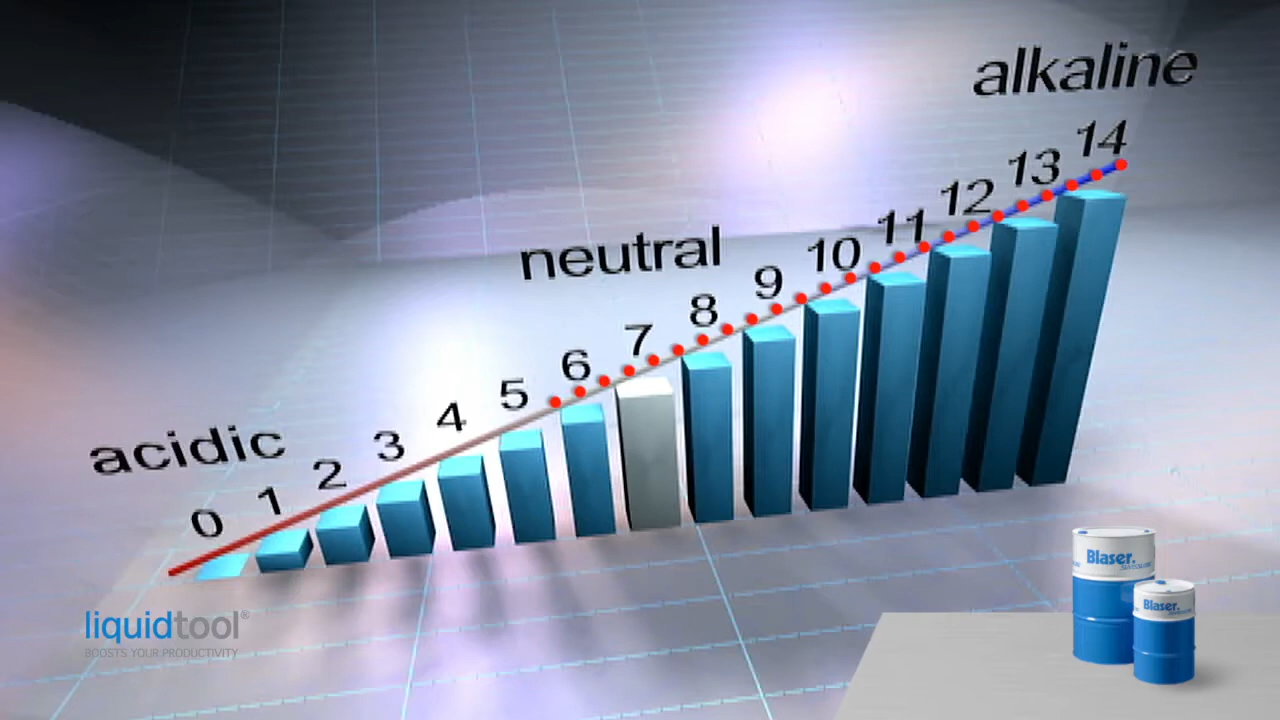 alkaline
14
13
12
11
10
9
8
neutral
7
6
5
4
3
acidic
2
1
0
liquidtool®
BOOSTS YOUR PRODUCTIVITY
Blaser.
Blaser.